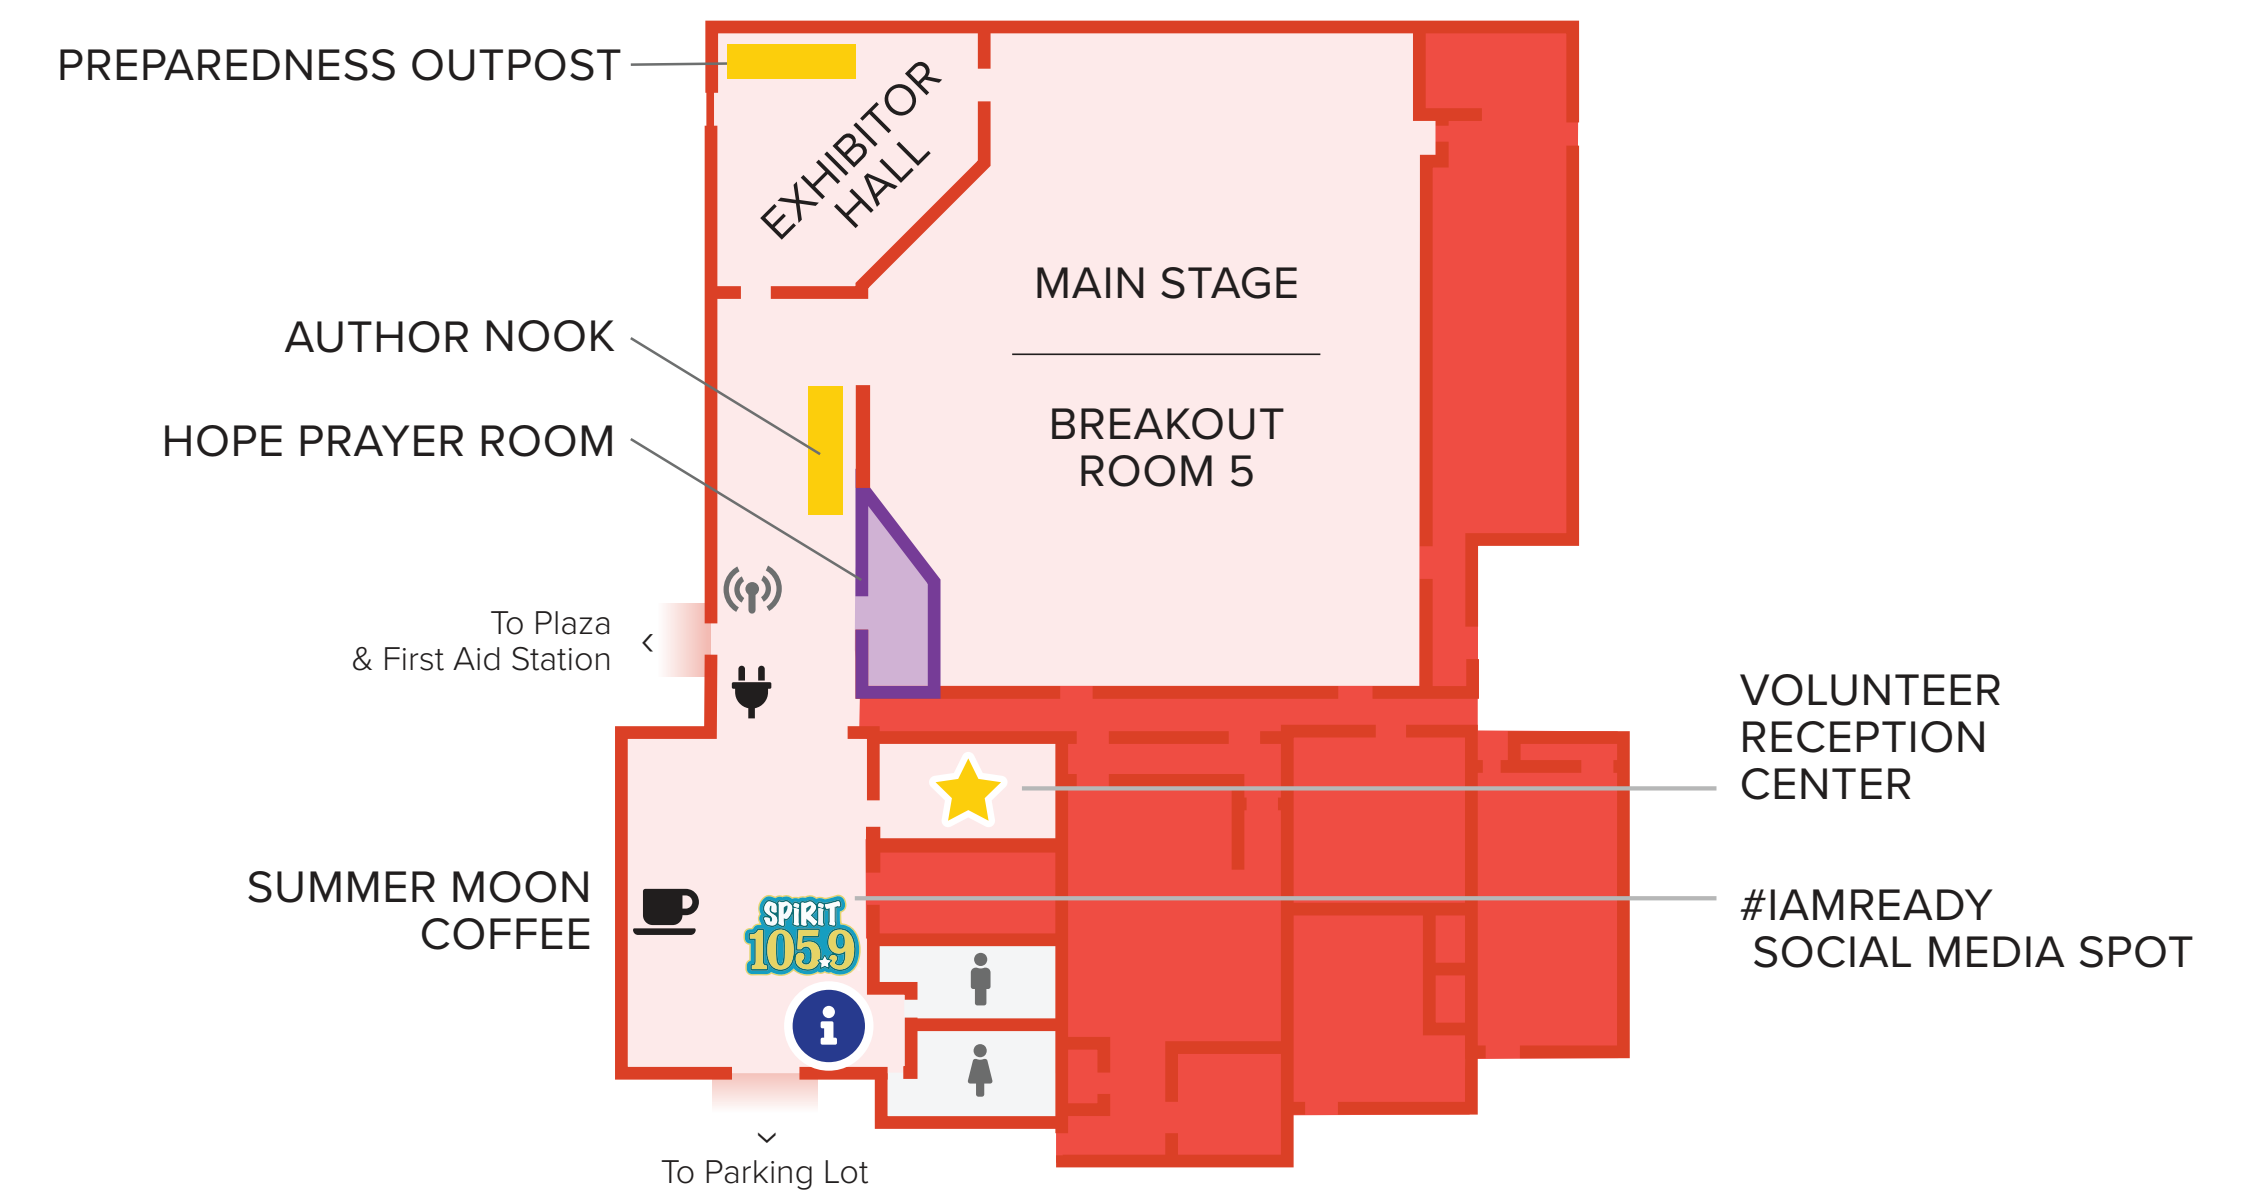 PREPAREDNESS OUTPOST
EXHIBITOR
HALL
MAIN STAGE
BREAKOUT
ROOM 5
AUTHOR NOOK
HOPE PRAYER ROOM
To Plaza
& First Aid Station
VOLUNTEER
RECEPTION
CENTER
SUMMER MOON
COFFEE
SPiRiT
105.9
#IAMREADY
SOCIAL MEDIA SPOT
i
To Parking Lot